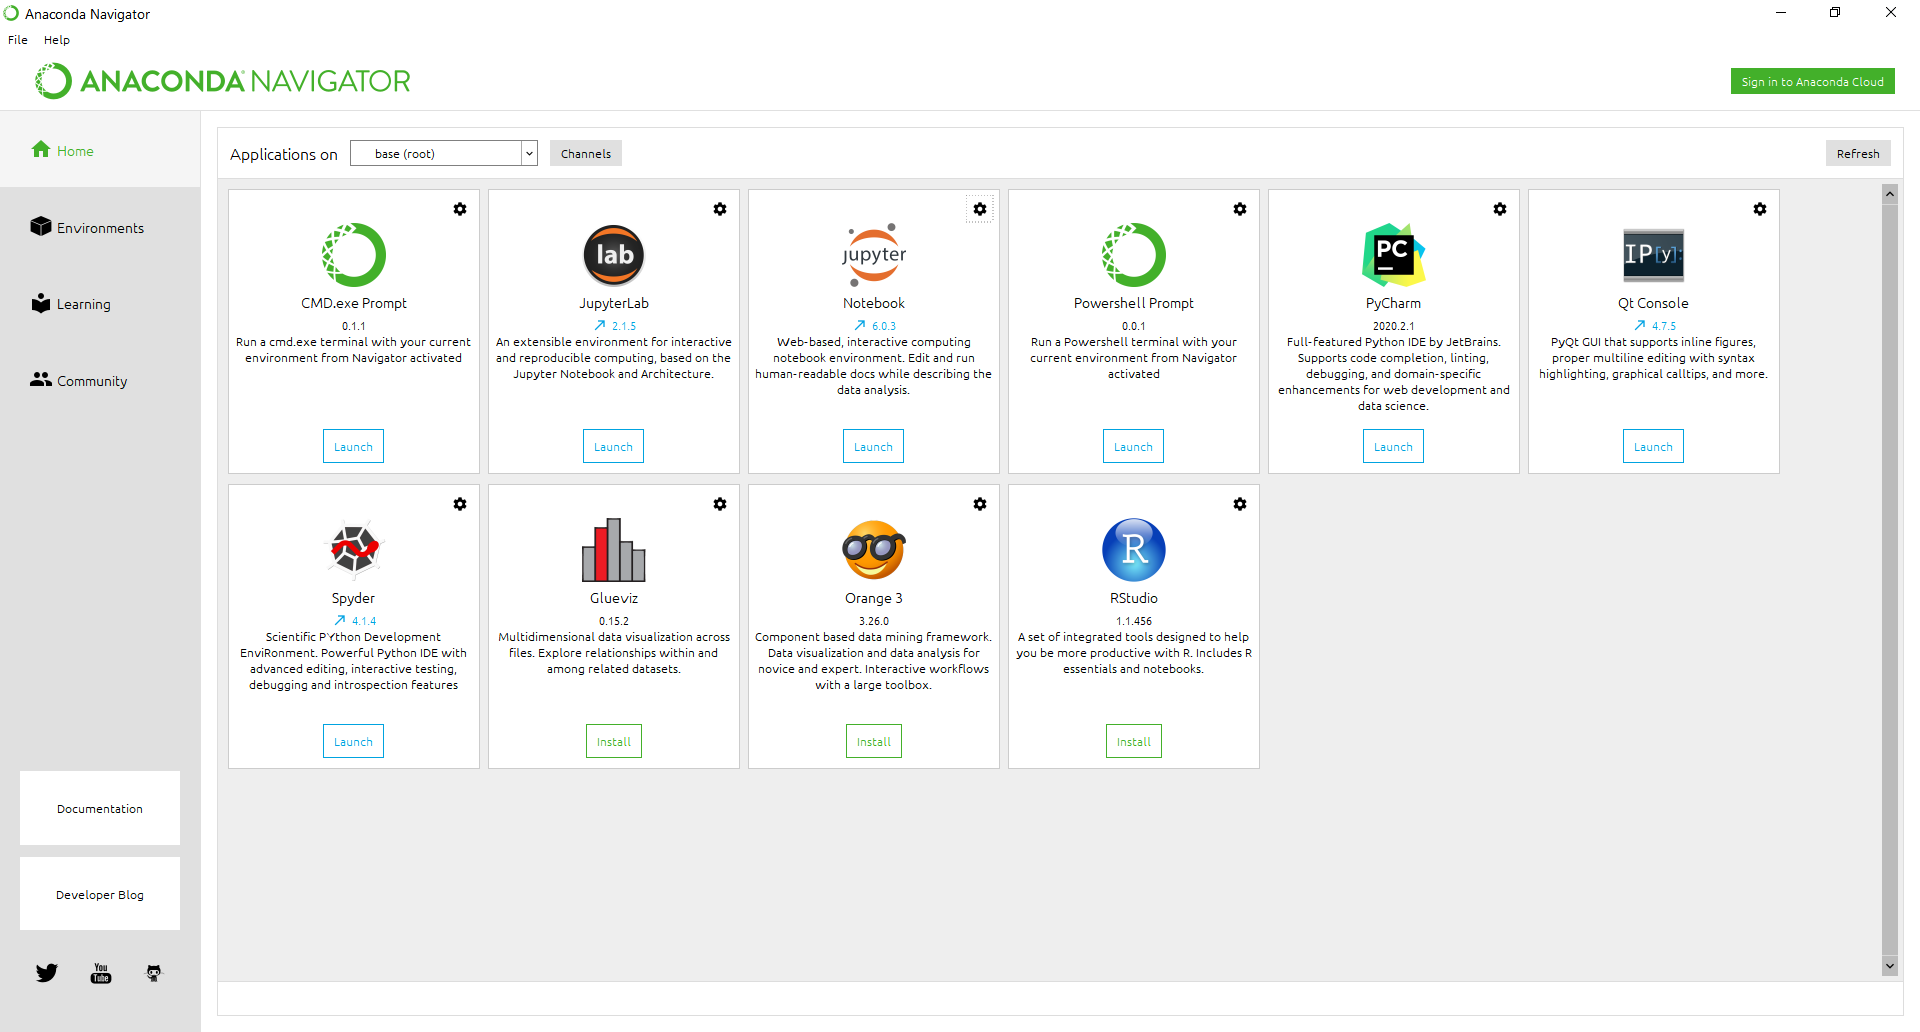 Anaconda Navigator
File Help
ANACONDA NAVIGATOR
Sign in to Anaconda Cloud
Home
Environments
Learning
Community
Documentation
Developer Blog
You
Tube
Applications on base (root) Channels Refresh
CMD.exe Prompt
0.1.1
Run a cmd.exe terminal with your current
environment from Navigator activated
Launch
lab
JupyterLab
2.1.5
An extensible environment for interactive
and reproducible computing, based on the
Jupyter Notebook and Architecture.
Launch
jupyter
Notebook
6.0.3
Web-based, interactive computing
notebook environment. Edit and run
human-readable docs while describing the
data analysis.
Launch
Powershell Prompt
0.0.1
Run a Powershell terminal with your
current environment from Navigator
activated
Launch
PC
PyCharm
2020.2.1
Full-featured Python IDE by JetBrains.
Supports code completion, linting,
debugging, and domain-specific
enhancements for web development and
data science.
Launch
IP[y]:
Qt Console
4.7.5
PyQt GUI that supports inline figures,
proper multiline editing with syntax
highlighting, graphical calltips, and more.
Launch
Spyder
4.1.4
Scientific PYthon Development
EnviRonment. Powerful Python IDE with
advanced editing, interactive testing,
debugging and introspection features
Launch
Glueviz
0.15.2
Multidimensional data visualization across
files. Explore relationships within and
among related datasets.
Install
Orange 3
3.26.0
Component based data mining framework.
Data visualization and data analysis for
novice and expert. Interactive workflows
with a large toolbox.
Install
R
RStudio
1.1.456
A set of integrated tools designed to help
you be more productive with R. Includes R
essentials and notebooks.
Install